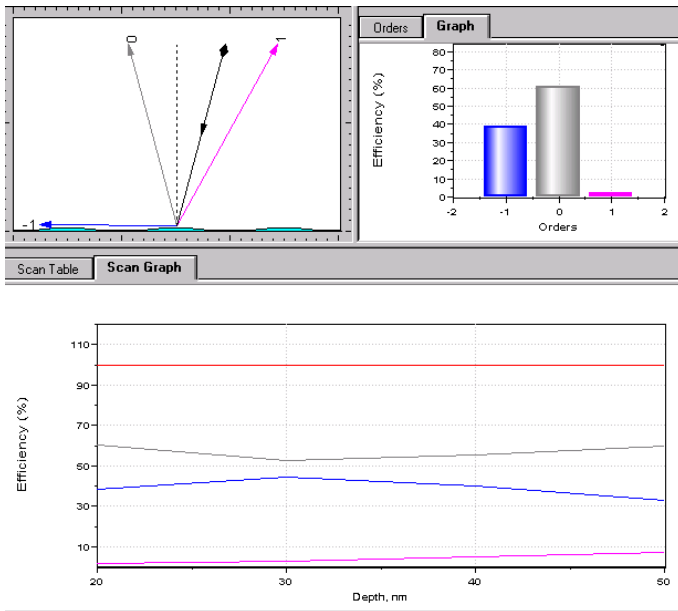 0
1
-1
Orders Graph
Efficiency (%)
80
70
60
50
40
30
20
10
0
-2 -1 0 1 2
Orders
Scan Table Scan Graph
Efficiency (%)
110
90
70
50
30
10
20 30 40 50
Depth, nm